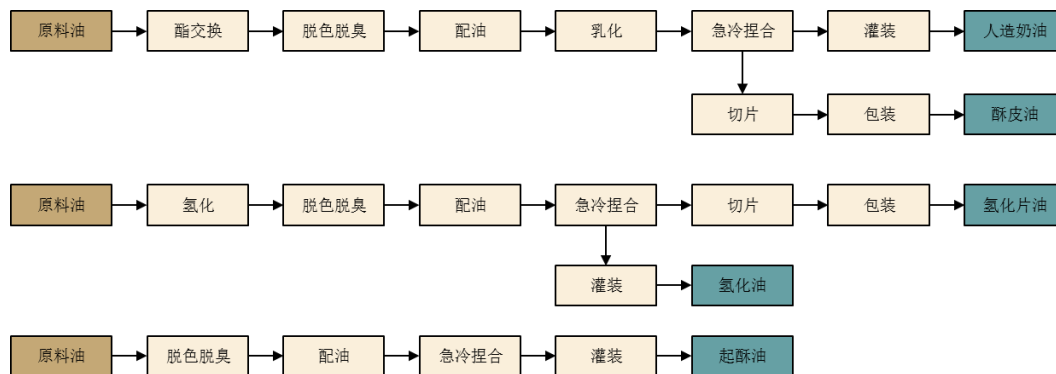 原料油
酯交换
脱色脱臭
配油
乳化
急冷捏合
灌装
人造奶油
切片
包装
酥皮油
原料油
氢化
脱色脱臭
配油
急冷捏合
切片
包装
氢化片油
灌装
氢化油
原料油
脱色脱臭
配油
急冷捏合
灌装
起酥油